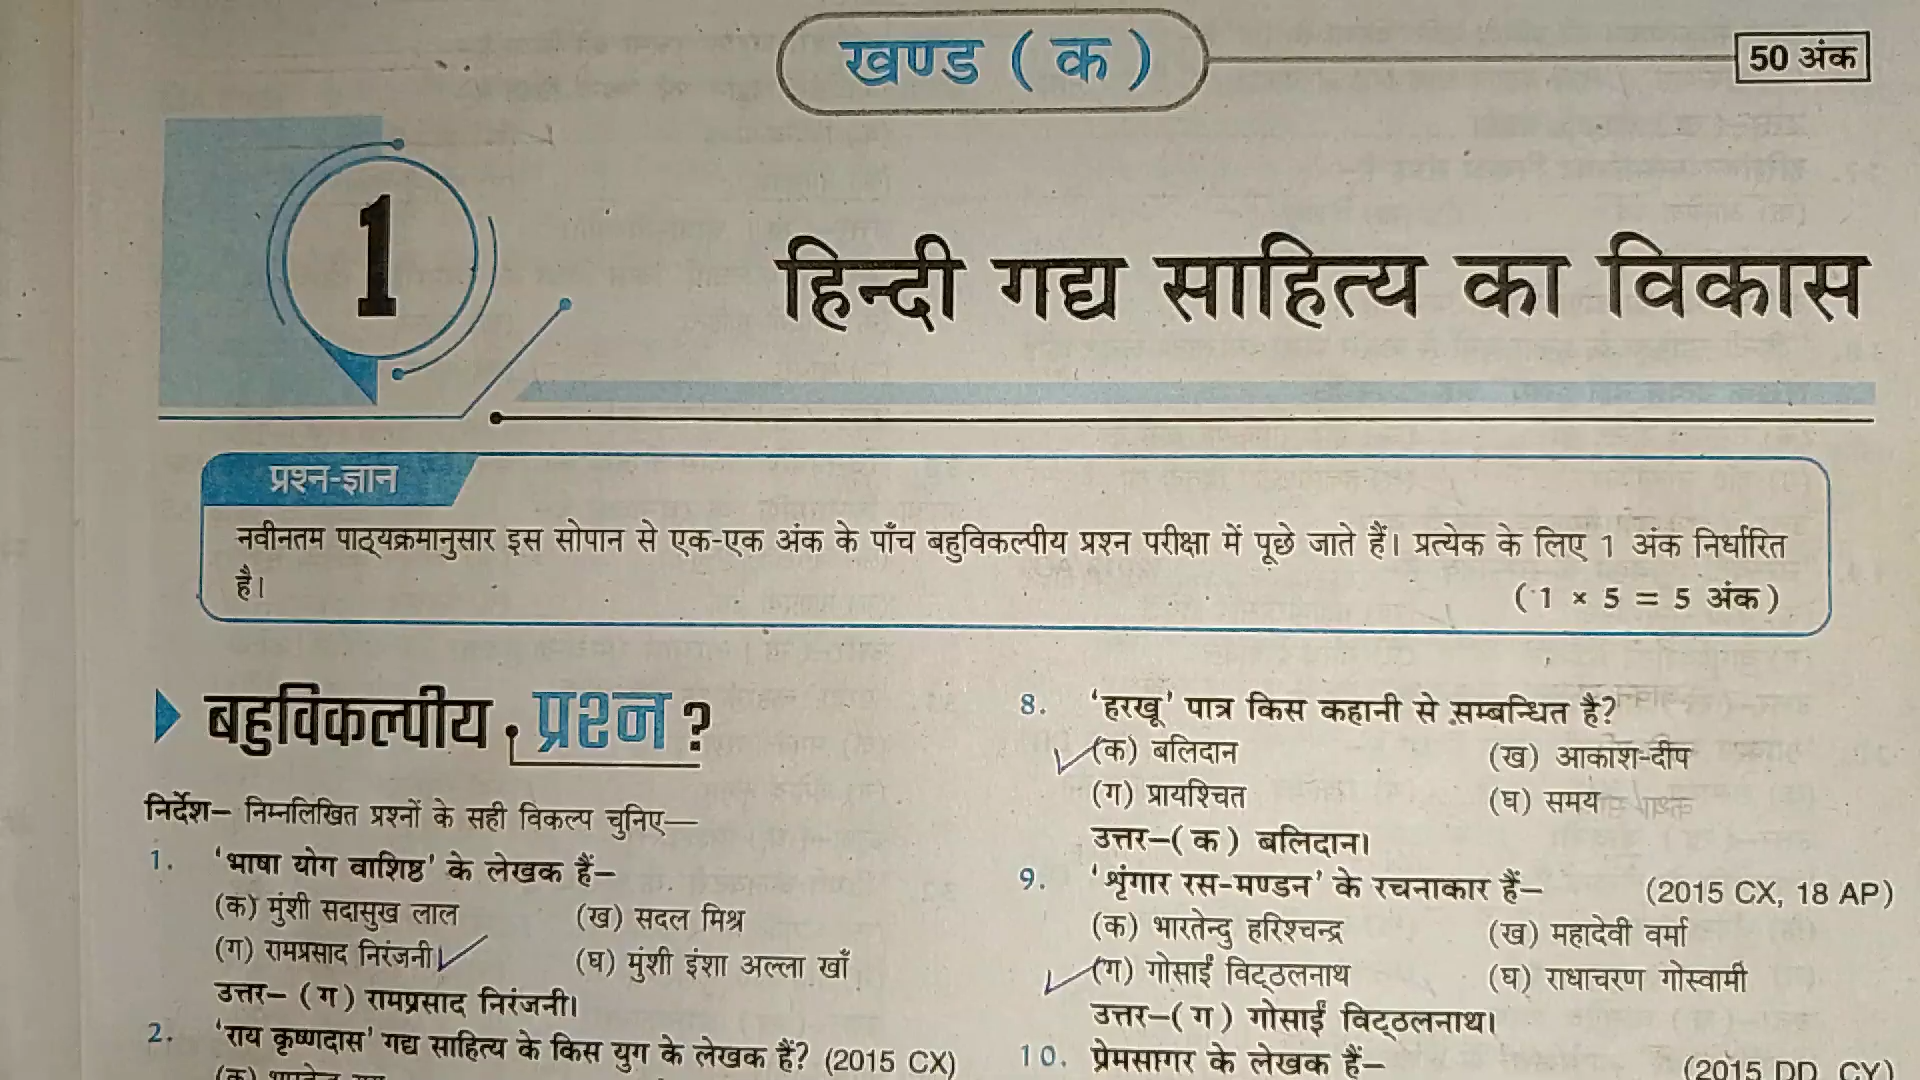 खण्ड ( क )
50 अंक
1
हिन्दी गद्य साहित्य का विकास
प्रश्न-ज्ञान
नवीनतम पाठ्यक्रमानुसार इस सोपान से एक-एक अंक के पाँच बहुविकल्पीय प्रश्न परीक्षा में पूछे जाते हैं। प्रत्येक के लिए 1 अंक निर्धारित
है।
( 1 × 5 = 5 अंक )
बहुविकल्पीय प्रश्न ?
निर्देश– निम्नलिखित प्रश्नों के सही विकल्प चुनिए—
1. 'भाषा योग वाशिष्ठ' के लेखक हैं–
(क) मुंशी सदासुख लाल (ख) सदल मिश्र
(ग) रामप्रसाद निरंजनी (घ) मुंशी इंशा अल्ला खाँ
उत्तर– ( ग ) रामप्रसाद निरंजनी।
2. 'राय कृष्णदास' गद्य साहित्य के किस युग के लेखक हैं? (2015 CX)
(क)
8. 'हरखू' पात्र किस कहानी से सम्बन्धित है?
(क) बलिदान (ख) आकाश-दीप
(ग) प्रायश्चित (घ) समय
उत्तर–( क ) बलिदान।
9. 'शृंगार रस-मण्डन' के रचनाकार हैं– (2015 CX, 18 AP)
(क) भारतेन्दु हरिश्चन्द्र (ख) महादेवी वर्मा
(ग) गोसाईं विट्ठलनाथ (घ) राधाचरण गोस्वामी
उत्तर–( ग ) गोसाईं विट्ठलनाथ।
10. प्रेमसागर के लेखक हैं– (2015 DD, CY)